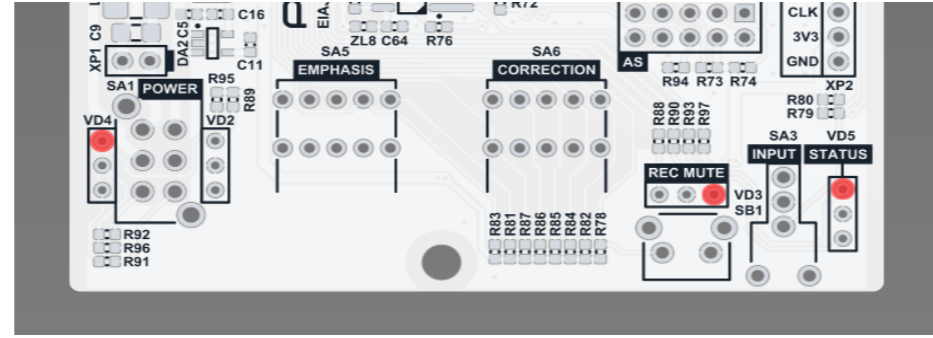 C16
C9
C5
DA2
C11
XP1
P
EIA
ZL8 C64 R76
R72
CLK
3V3
GND
AS
XP2
SA1 POWER
R95
R89
SA5
EMPHASIS
SA6
CORRECTION
R94 R73 R74
R80
R79
VD4
VD2
R88
R90
R93
R97
SA3
INPUT
VD5
STATUS
REC MUTE
VD3
SB1
R92
R96
R91
R83
R81
R87
R86
R85
R84
R82
R78